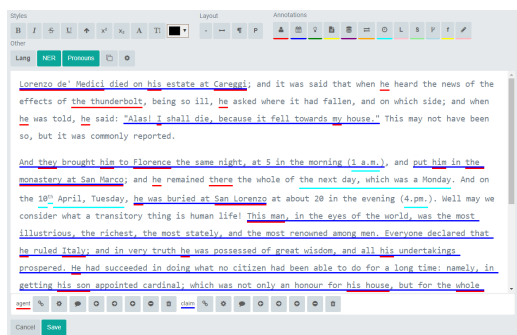 Styles Layout Annotations
B I S U x² x₂ A T! P L S P f
Other
Lang NER Pronouns
Lorenzo de' Medici died on his estate at Careggi; and it was said that when he heard the news of the
effects of the thunderbolt, being so ill, he asked where it had fallen, and on which side; and when
he was told, he said: "Alas! I shall die, because it fell towards my house." This may not have been
so, but it was commonly reported.
And they brought him to Florence the same night, at 5 in the morning (1 a.m.), and put him in the
monastery at San Marco; and he remained there the whole of the next day, which was a Monday. And on
the 10th April, Tuesday, he was buried at San Lorenzo at about 20 in the evening (4.pm.). Well may we
consider what a transitory thing is human life! This man, in the eyes of the world, was the most
illustrious, the richest, the most stately, and the most renowned among men. Everyone declared that
he ruled Italy; and in very truth he was possessed of great wisdom, and all his undertakings
prospered. He had succeeded in doing what no citizen had been able to do for a long time: namely, in
getting his son appointed cardinal; which was not only an honour for his house, but for the whole
agent claim
Cancel Save